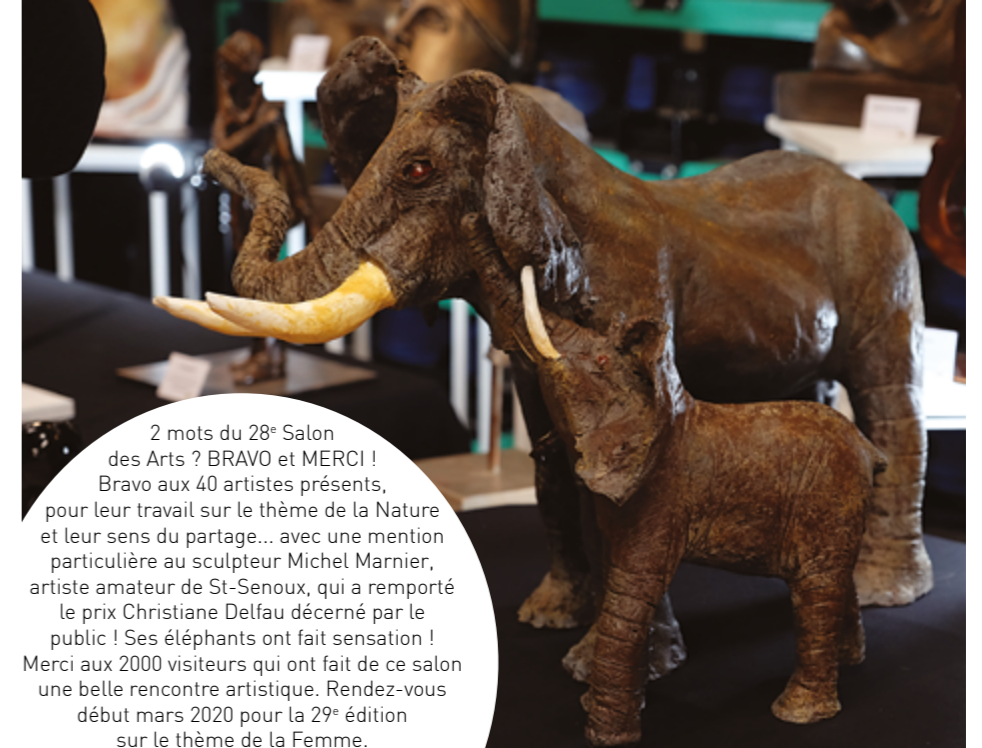 2 mots du 28e Salon
des Arts ? BRAVO et MERCI !
Bravo aux 40 artistes présents,
pour leur travail sur le thème de la Nature
et leur sens du partage... avec une mention
particulière au sculpteur Michel Marnier,
artiste amateur de St-Senoux, qui a remporté
le prix Christiane Delfau décerné par le
public ! Ses éléphants ont fait sensation !
Merci aux 2000 visiteurs qui ont fait de ce salon
une belle rencontre artistique. Rendez-vous
début mars 2020 pour la 29e édition
sur le thème de la Femme.